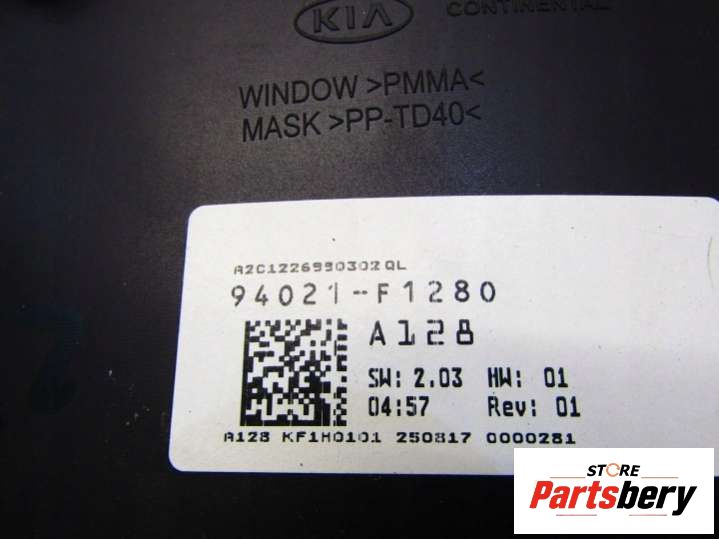 KIA CONTINENTAL
WINDOW >PMMA<
MASK >PP-TD40<
A2C1226990302QL
94021-F1280
A128
SW: 2.03 HW: 01
04:57 Rev: 01
A128 KF1H0101 250817 0000281
STORE
Partsbery